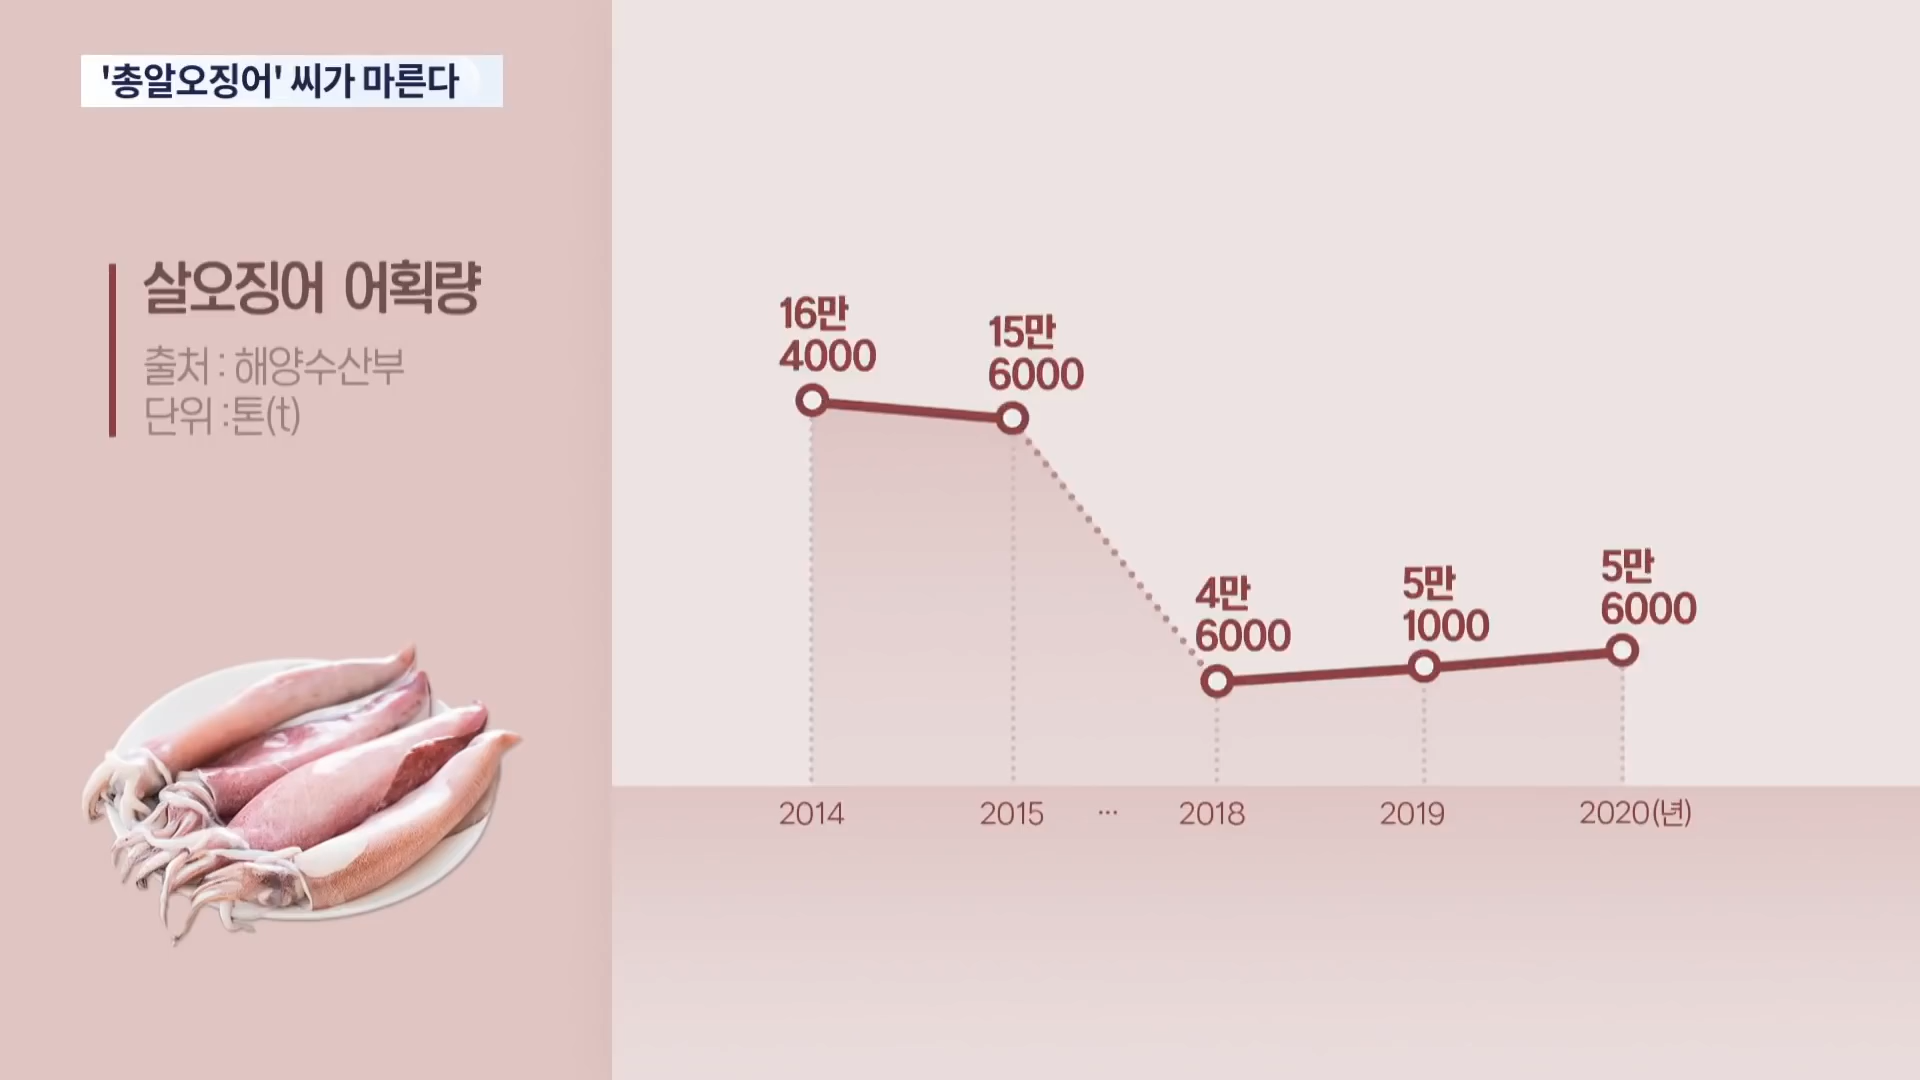 '총알오징어' 씨가 마른다
살오징어 어획량
출처 : 해양수산부
단위 :톤(t)
16만
4000
15만
6000
4만
6000
5만
1000
5만
6000
2014 2015 ··· 2018 2019 2020(년)